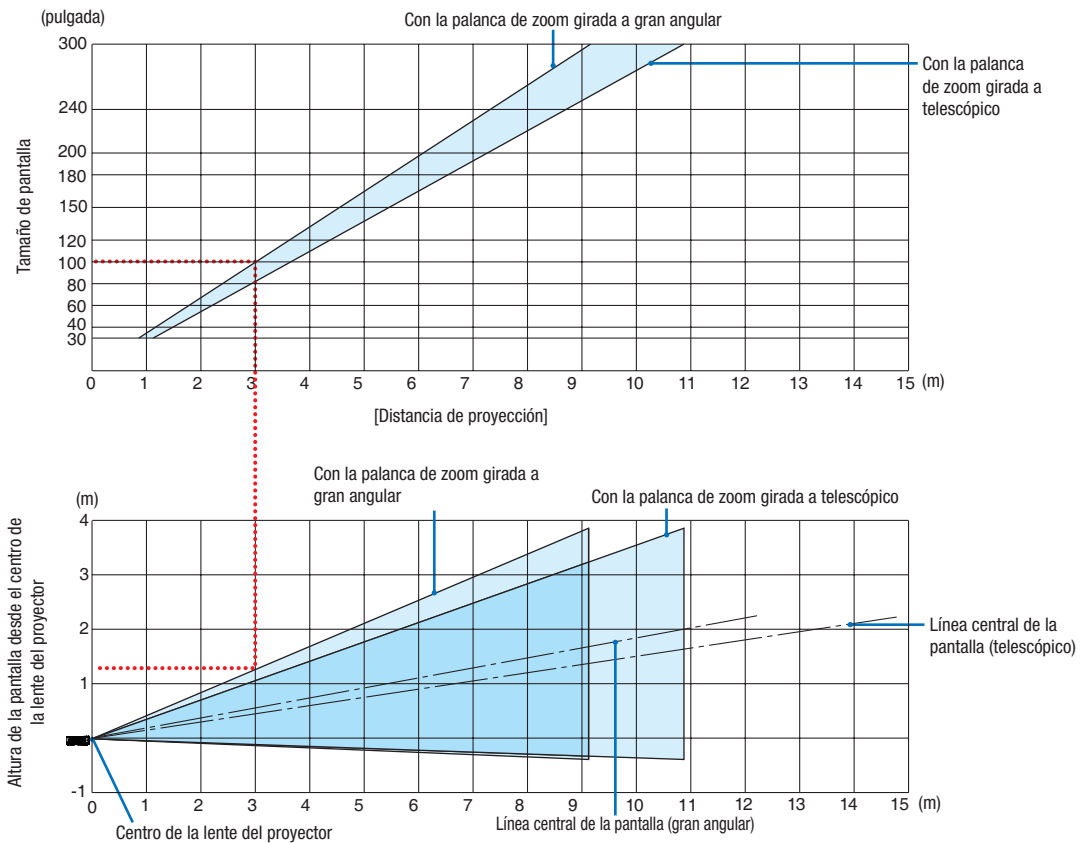 (pulgada)
Con la palanca de zoom girada a gran angular
300
240
200
180
150
120
100
80
60
40
30
Tamaño de pantalla
Con la palanca
de zoom girada a
telescópico
0 1 2 3 4 5 6 7 8 9 10 11 12 13 14 15 (m)
[Distancia de proyección]
Con la palanca de zoom girada a
gran angular
Con la palanca de zoom girada a telescópico
(m)
4
3
2
1
-1
Altura de la pantalla desde el centro de
la lente del proyector
Línea central de la
pantalla (telescópico)
0 1 2 3 4 5 6 7 8 9 10 11 12 13 14 15 (m)
Centro de la lente del proyector
Línea central de la pantalla (gran angular)